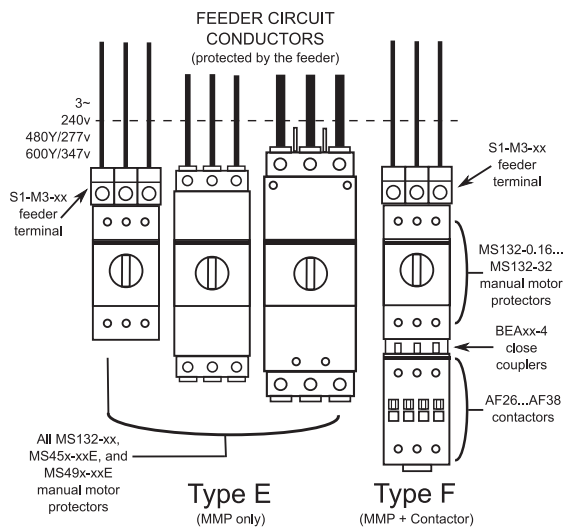 FEEDER CIRCUIT
CONDUCTORS
(protected by the feeder)
3~
240v
480Y/277v
600Y/347v
S1-M3-xx
feeder
terminal
S1-M3-xx
feeder
terminal
MS132-0.16...
MS132-32
manual motor
protectors
BEAxx-4
close
couplers
AF26...AF38
contactors
All MS132-xx,
MS45x-xxE, and
MS49x-xxE
manual motor
protectors
Type E
(MMP only)
Type F
(MMP + Contactor)